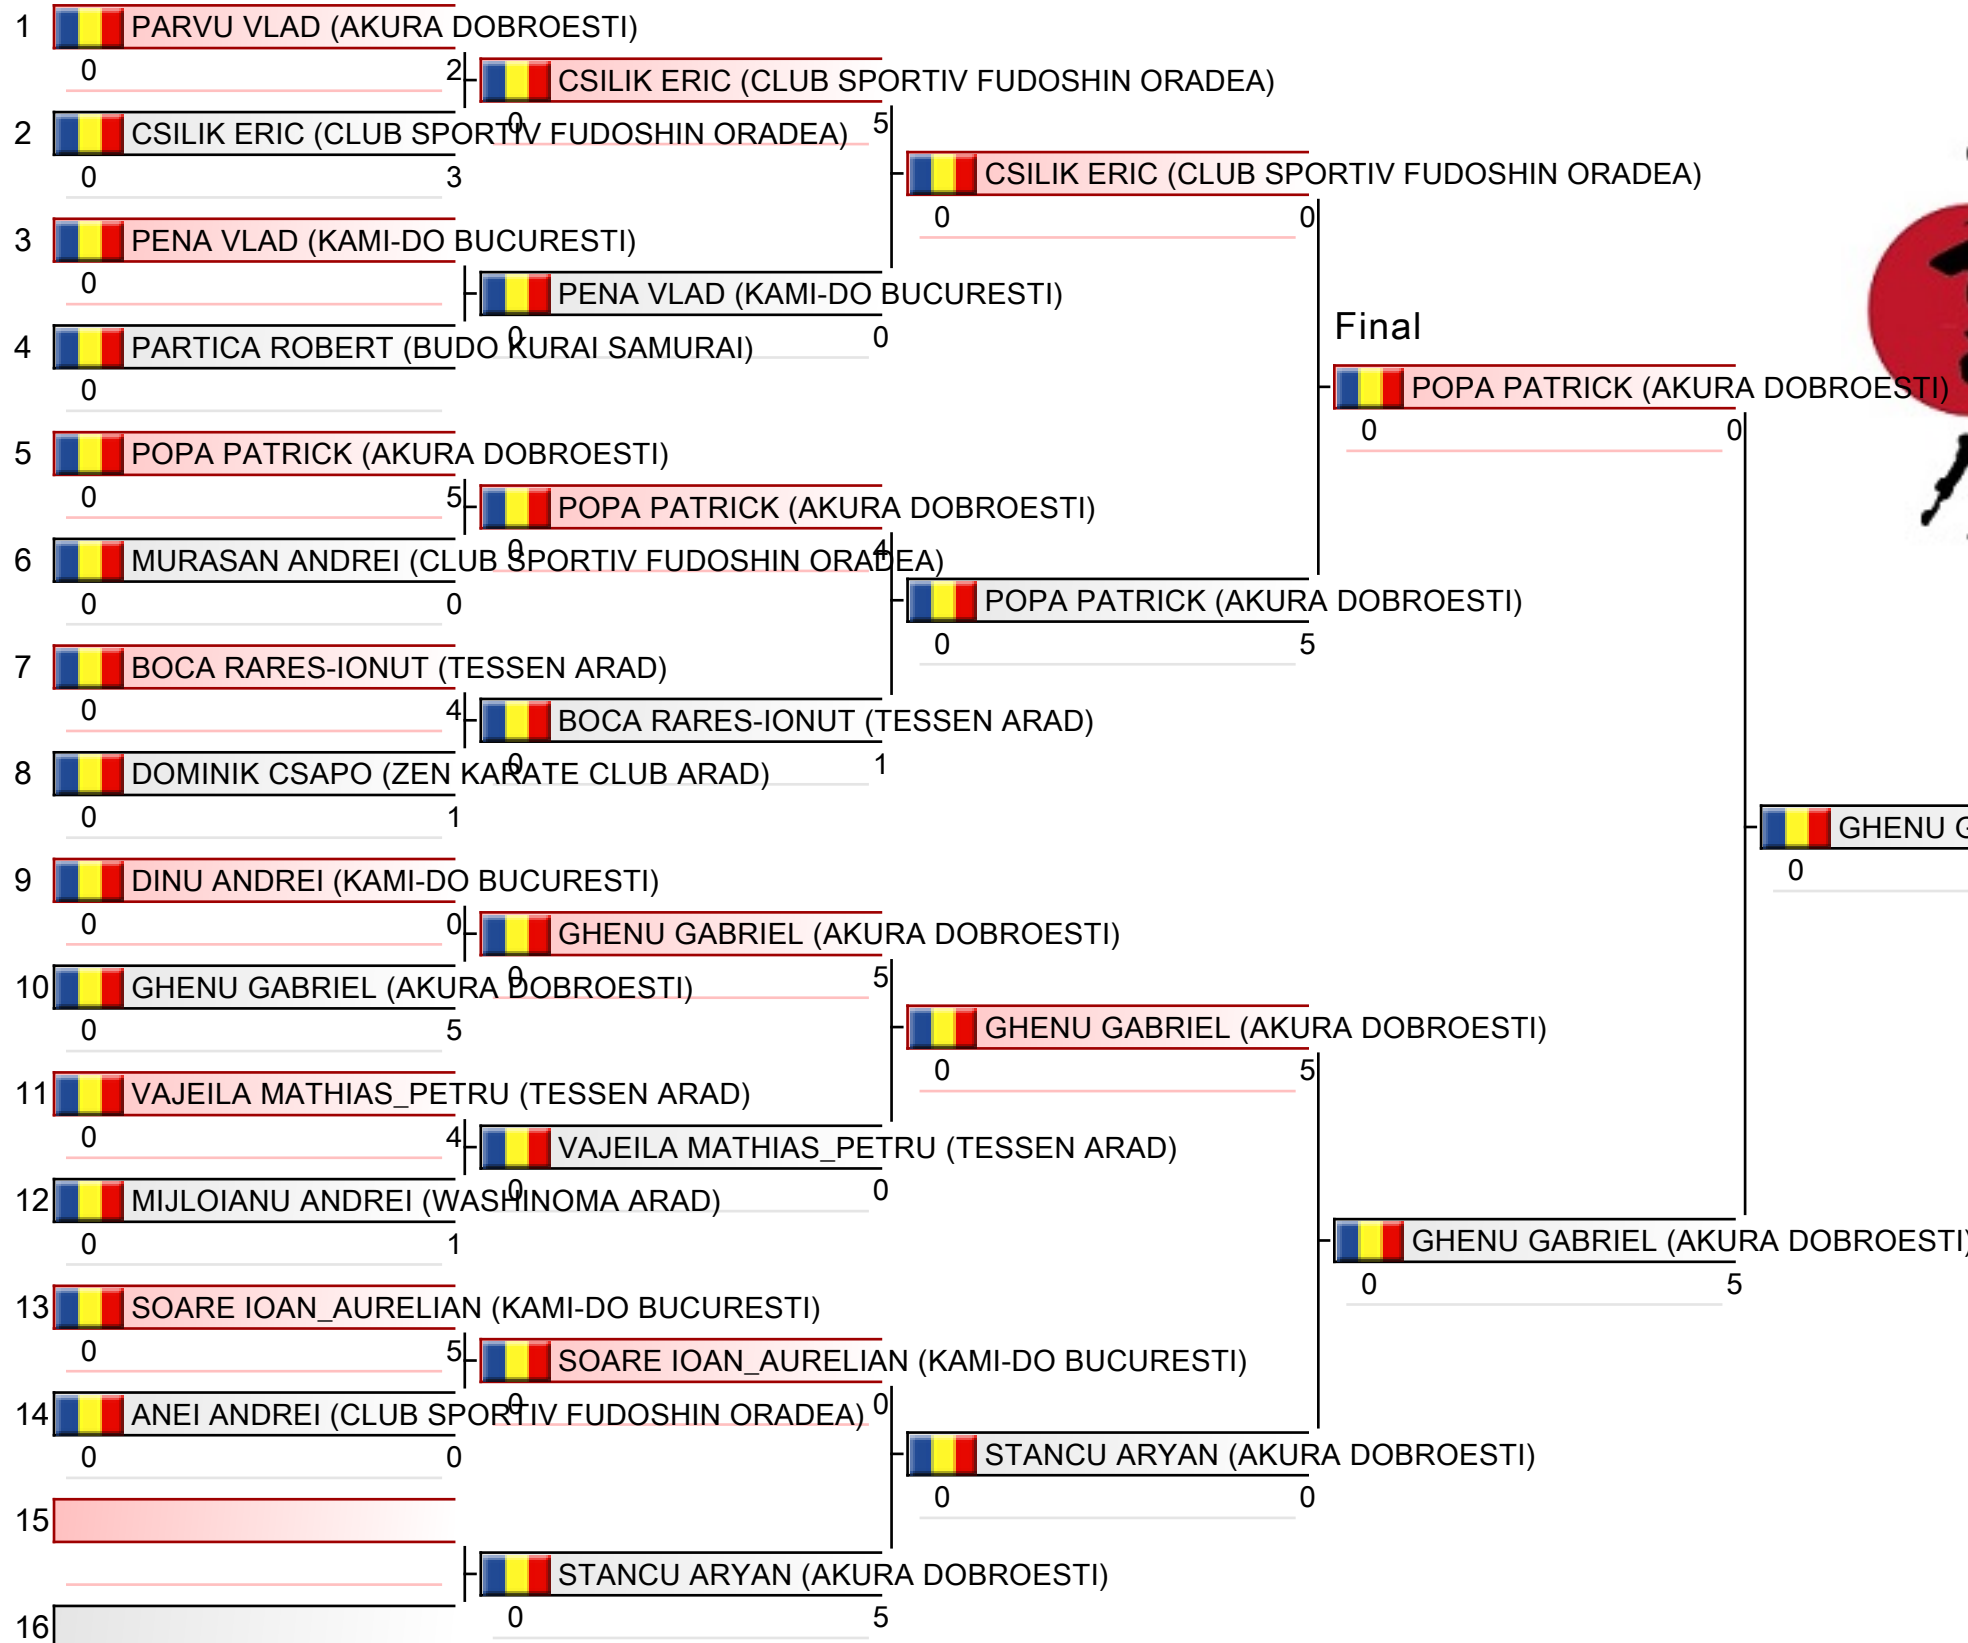 1 PARVU VLAD (AKURA DOBROESTI)
0 2
CSILIK ERIC (CLUB SPORTIV FUDOSHIN ORADEA)
0 5
2 CSILIK ERIC (CLUB SPORTIV FUDOSHIN ORADEA)
0 3
CSILIK ERIC (CLUB SPORTIV FUDOSHIN ORADEA)
0 0
3 PENA VLAD (KAMI-DO BUCURESTI)
0
PENA VLAD (KAMI-DO BUCURESTI)
0 0
4 PARTICA ROBERT (BUDO KURAI SAMURAI)
0
Final
POPA PATRICK (AKURA DOBROESTI)
0 0
5 POPA PATRICK (AKURA DOBROESTI)
0 5
POPA PATRICK (AKURA DOBROESTI)
0 4
6 MURASAN ANDREI (CLUB SPORTIV FUDOSHIN ORADEA)
0 0
POPA PATRICK (AKURA DOBROESTI)
0 5
7 BOCA RARES-IONUT (TESSEN ARAD)
0 4
BOCA RARES-IONUT (TESSEN ARAD)
0 1
8 DOMINIK CSAPO (ZEN KARATE CLUB ARAD)
0 1
GHENU
0
9 DINU ANDREI (KAMI-DO BUCURESTI)
0 0
GHENU GABRIEL (AKURA DOBROESTI)
0 5
10 GHENU GABRIEL (AKURA DOBROESTI)
0 5
GHENU GABRIEL (AKURA DOBROESTI)
0 5
11 VAJEILA MATHIAS_PETRU (TESSEN ARAD)
0 4
VAJEILA MATHIAS_PETRU (TESSEN ARAD)
0 0
12 MIJLOIANU ANDREI (WASHINOMA ARAD)
0 1
GHENU GABRIEL (AKURA DOBROESTI)
0 5
13 SOARE IOAN_AURELIAN (KAMI-DO BUCURESTI)
0 5
SOARE IOAN_AURELIAN (KAMI-DO BUCURESTI)
0 0
14 ANEI ANDREI (CLUB SPORTIV FUDOSHIN ORADEA)
0 0
STANCU ARYAN (AKURA DOBROESTI)
0 0
15
STANCU ARYAN (AKURA DOBROESTI)
0 5
16